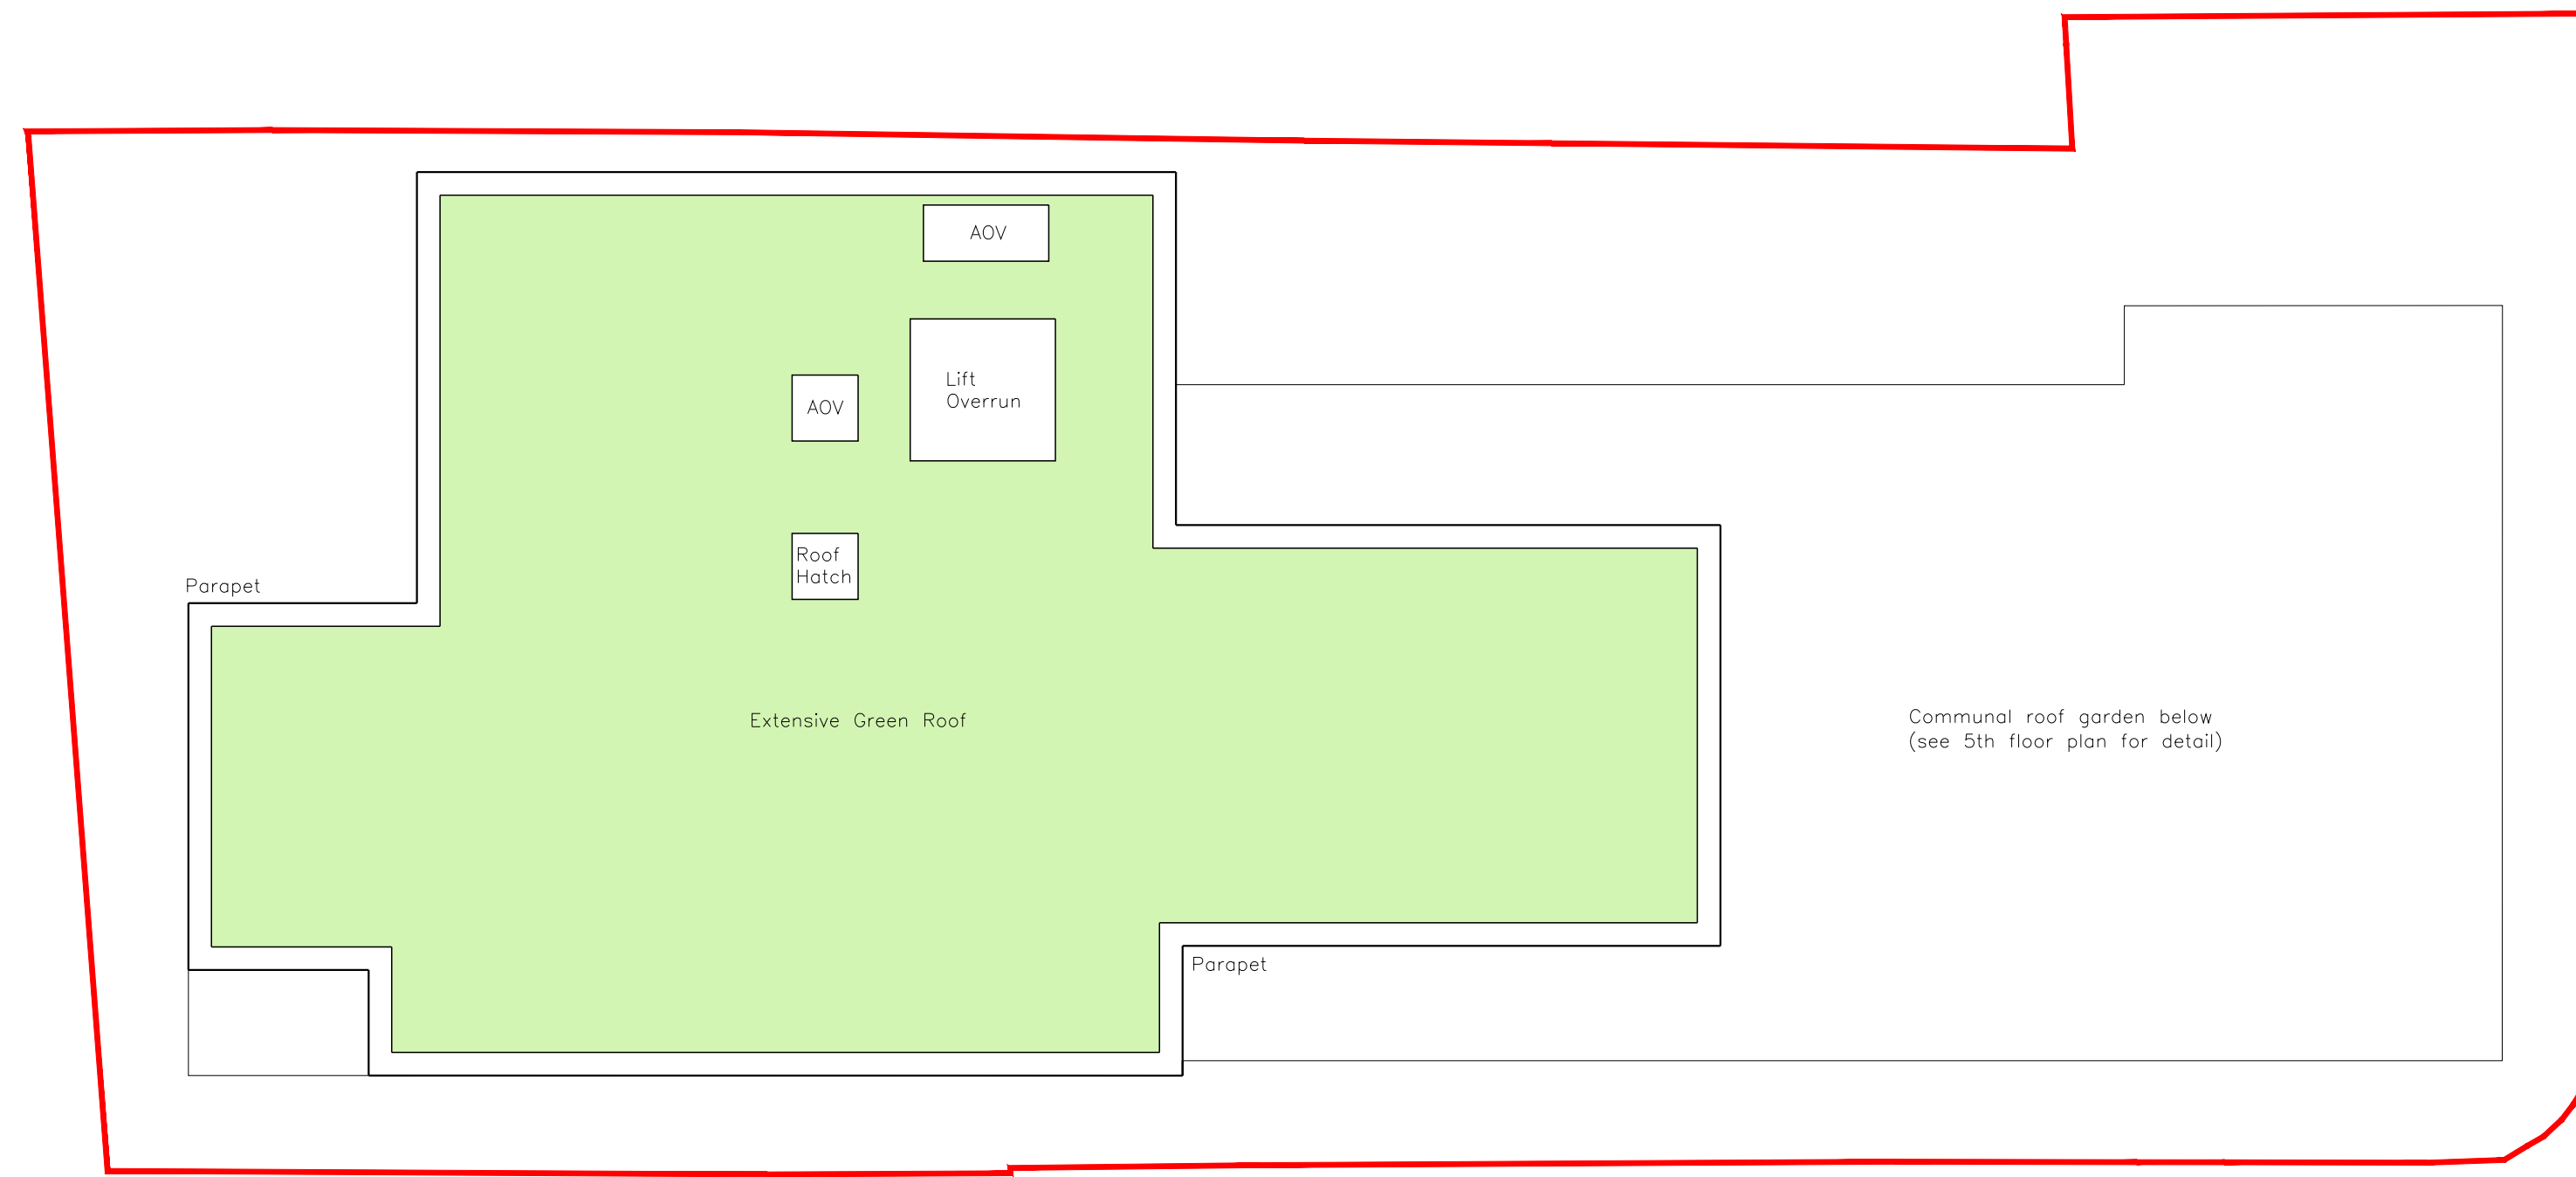 AOV
Lift
Overrun
AOV
Roof
Hatch
Parapet
Extensive Green Roof
Communal roof garden below
(see 5th floor plan for detail)
Parapet